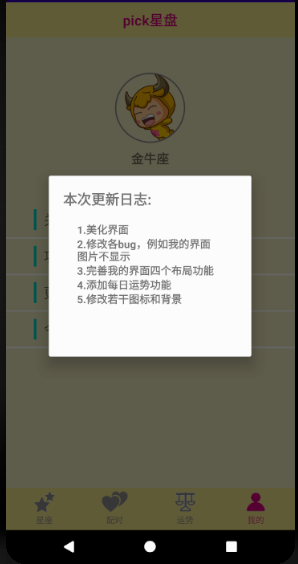 pick星盘
金牛座
本次更新日志:
1.美化界面
2.修改各bug，例如我的界面
图片不显示
3.完善我的界面四个布局功能
4.添加每日运势功能
5.修改若干图标和背景
星座
配对
运势
我的